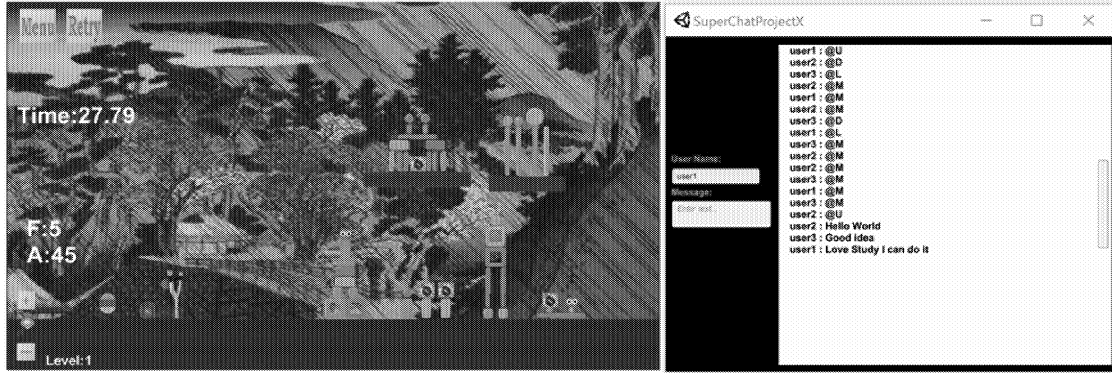 Menu Retry
Time:27.79
F:5
A:45
Level:1
SuperChatProjectX
user1 : @U
user2 : @D
user3 : @L
user2 : @M
user1 : @M
user2 : @M
user3 : @D
user1 : @L
user3 : @M
user2 : @M
user2 : @M
user3 : @M
user1 : @M
user3 : @M
user2 : @U
user2 : Hello World
user3 : Good idea
user1 : Love Study I can do it
User Name:
user1
Message:
Enter text...